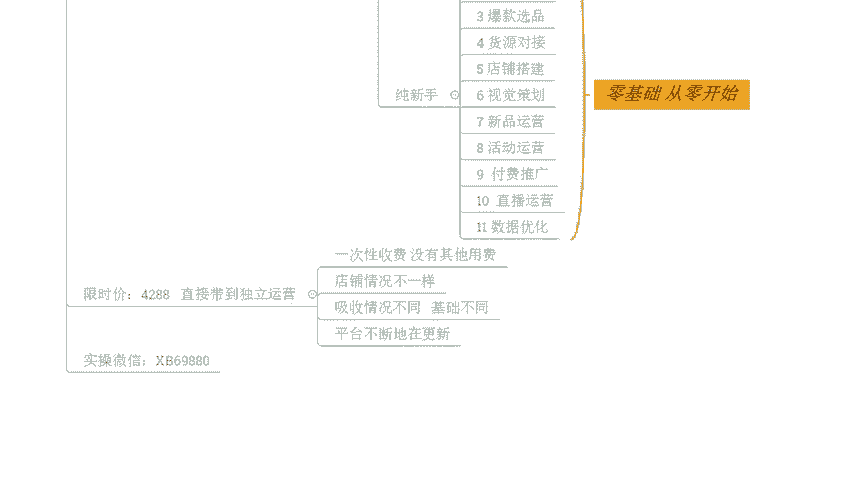 3 爆款选品
4 货源对接
5 店铺搭建
纯新手
6 视觉策划
零基础 从零开始
7 新品运营
8 活动运营
9 付费推广
10 直播运营
11 数据优化
一次性收费 没有其他用费
店铺情况不一样
限时价：4288 直接带到独立运营
吸收情况不同 基础不同
平台不断地在更新
实操微信：XB69880